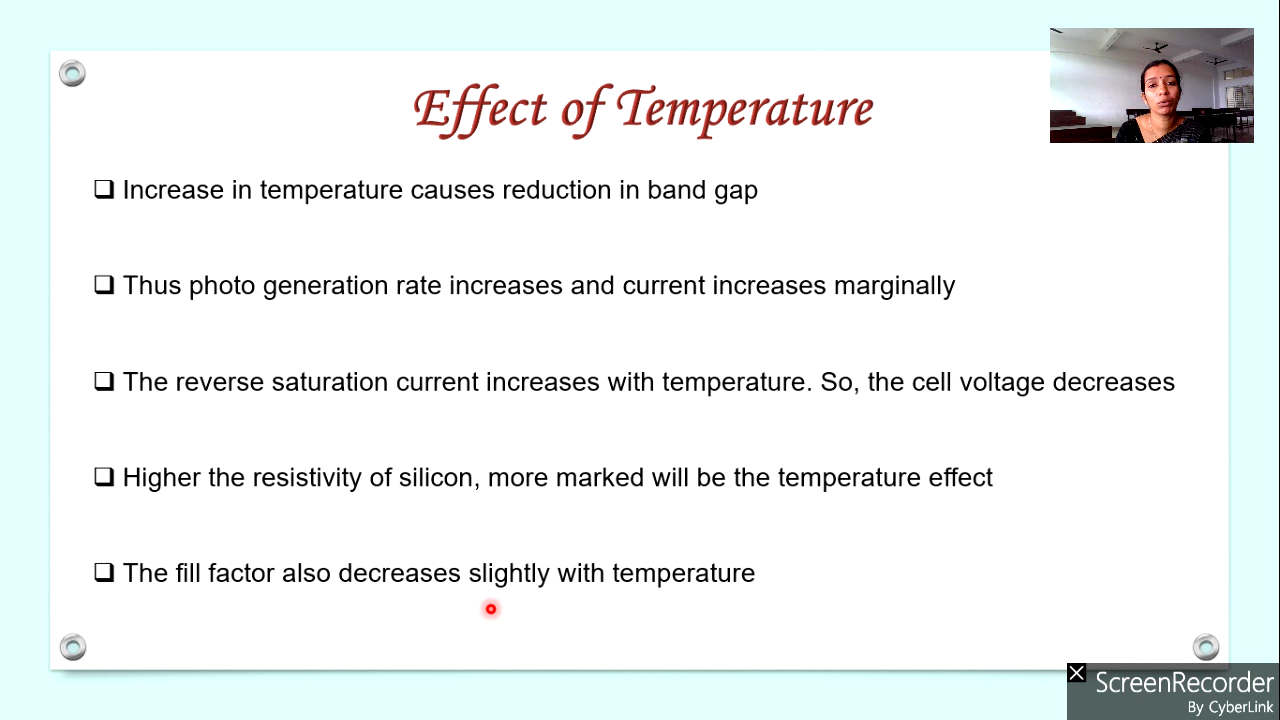 Effect of Temperature
Increase in temperature causes reduction in band gap
Thus photo generation rate increases and current increases marginally
The reverse saturation current increases with temperature. So, the cell voltage decreases
Higher the resistivity of silicon, more marked will be the temperature effect
The fill factor also decreases slightly with temperature
ScreenRecorder
By CyberLink